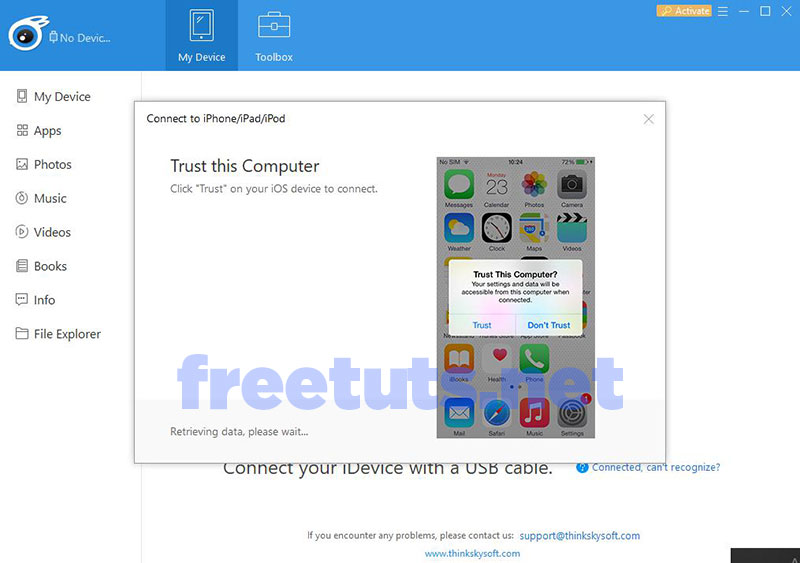 No Devic...
My Device
Toolbox
Activate
My Device
Apps
Photos
Music
Videos
Books
Info
File Explorer
Connect to iPhone/iPad/iPod
Trust this Computer
Click "Trust" on your iOS device to connect.
Retrieving data, please wait...
No SIM 10:24 72%
Monday
23
Messages Calendar Photos Camera
280
Weather Clock Maps Videos
Trust This Computer?
Your settings and data will be
accessible from this computer when
connected.
Trust Don't Trust
Newsstand iTunes Store App Store Passbook
iBooks Health Phone
1
Mail Safari Music Settings
freetuts.net
Connect your iDevice with a USB cable.
? Connected, can't recognize?
If you encounter any problems, please contact us: support@thinkskysoft.com
www.thinkskysoft.com